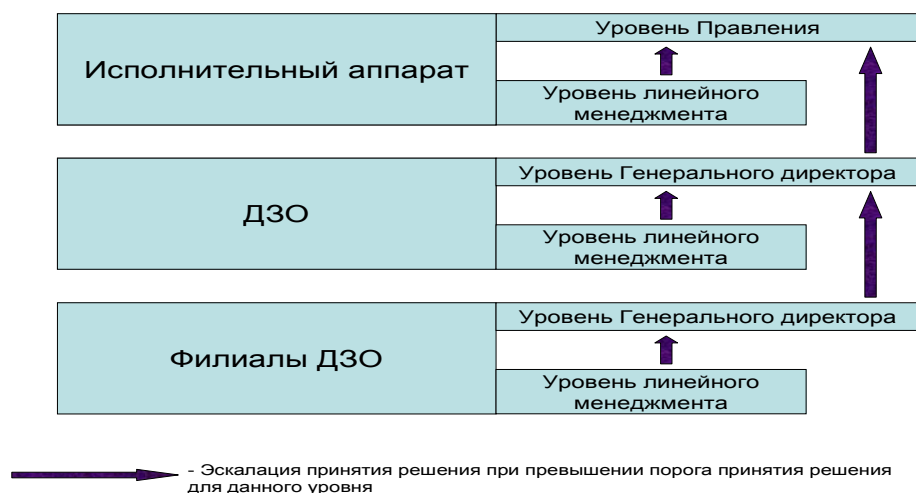 Исполнительный аппарат
Уровень Правления
Уровень линейного
менеджмента
ДЗО
Уровень Генерального директора
Уровень линейного
менеджмента
Филиалы ДЗО
Уровень Генерального директора
Уровень линейного
менеджмента
- Эскалация принятия решения при превышении порога принятия решения
для данного уровня